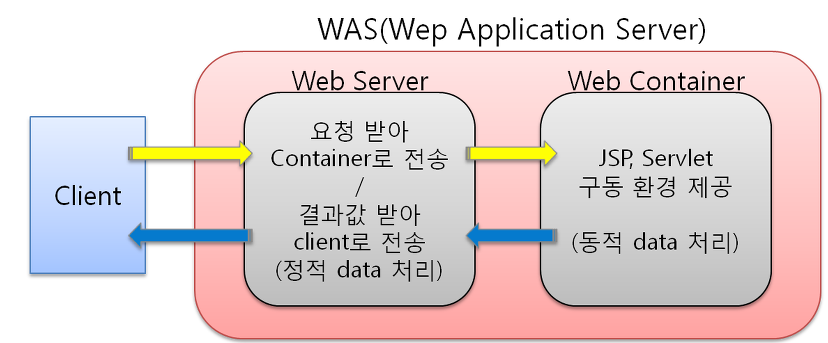 WAS(Wep Application Server)
Web Server
Web Container
Client
요청 받아
Container로 전송
/
결과값 받아
client로 전송
(정적 data 처리)
JSP, Servlet
구동 환경 제공
(동적 data 처리)